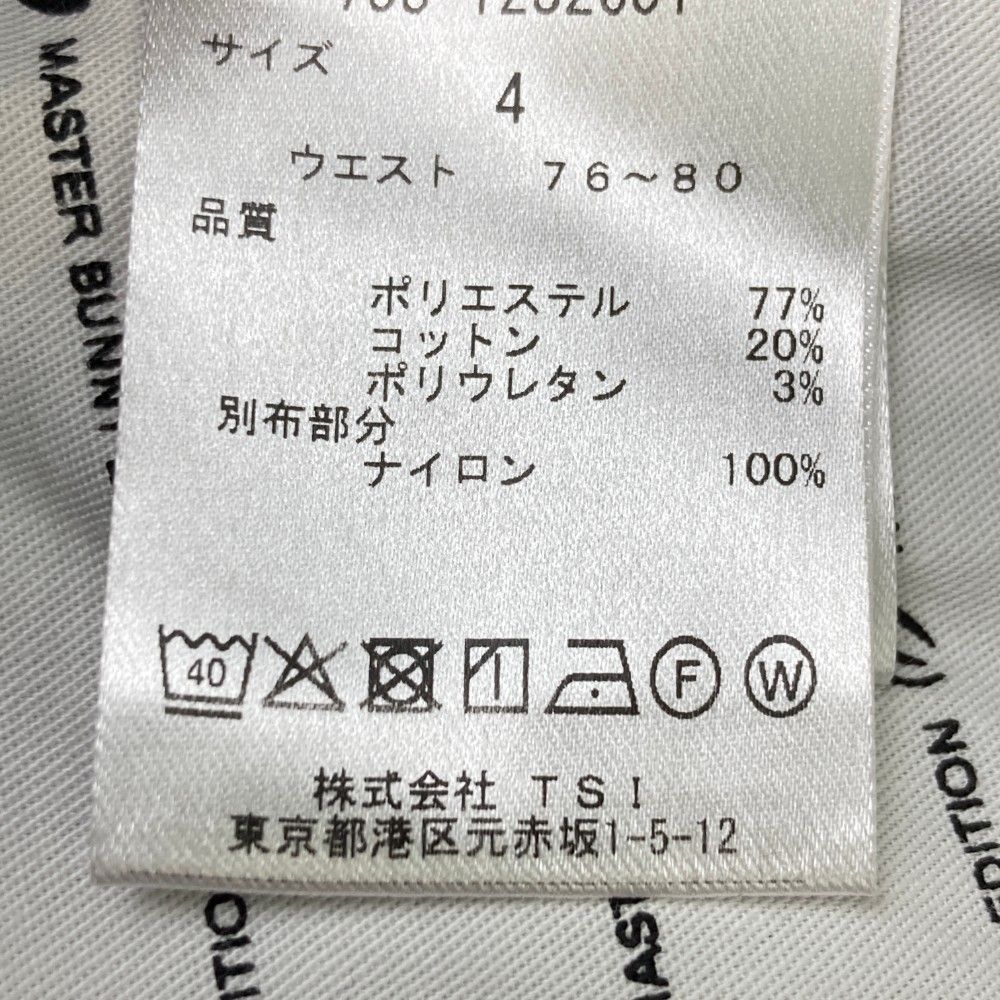 サイズ
4
ウエスト 76~80
品質
ポリエステル 77%
コットン 20%
ポリウレタン 3%
別布部分
ナイロン 100%
40
F
W
株式会社 TSI
東京都港区元赤坂1-5-12
MASTER BUNNY
EDITION